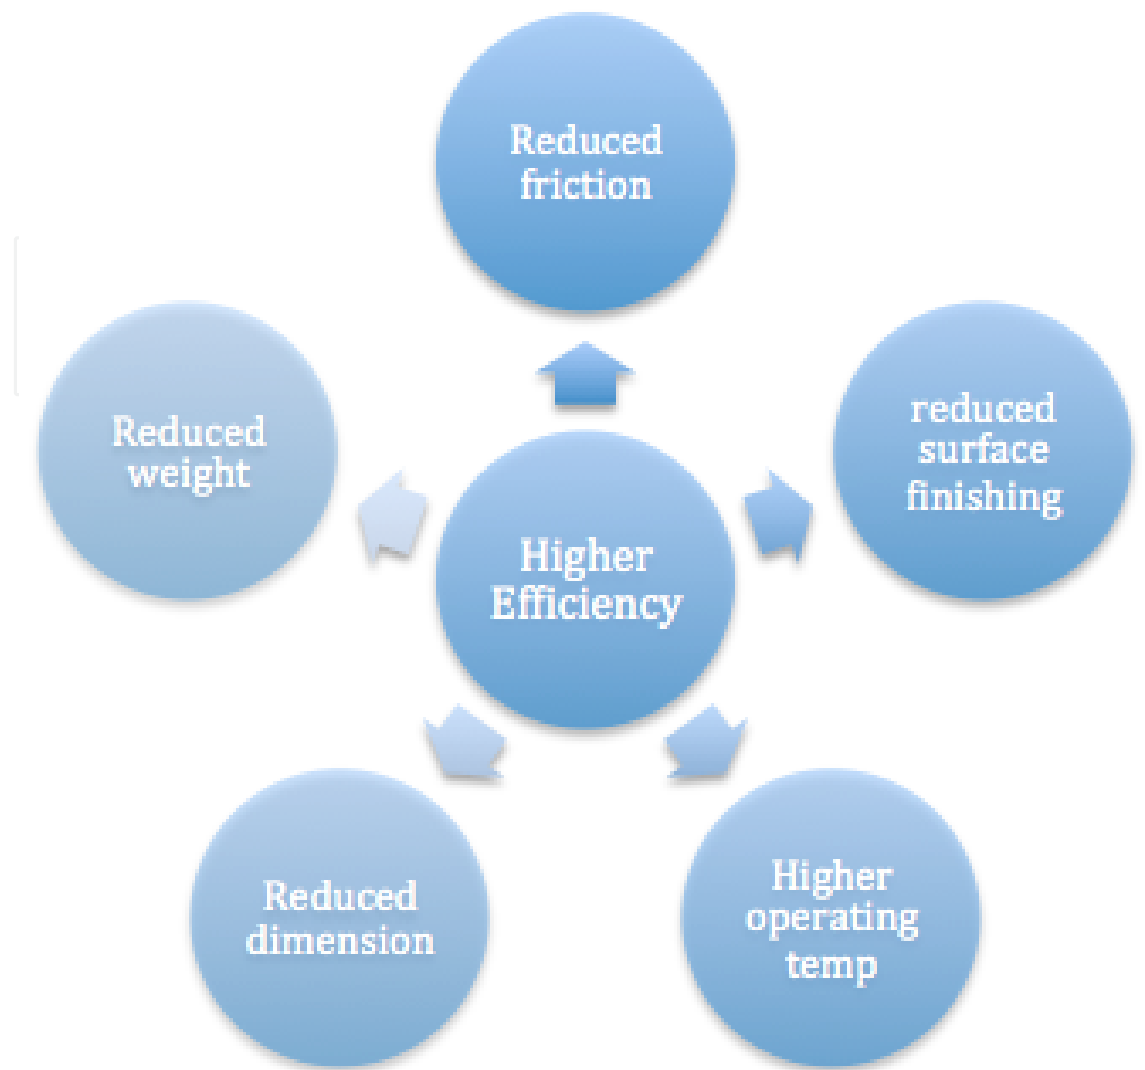 Reduced
friction
reduced
surface
finishing
Higher
operating
temp
Reduced
dimension
Reduced
weight
Higher
Efficiency